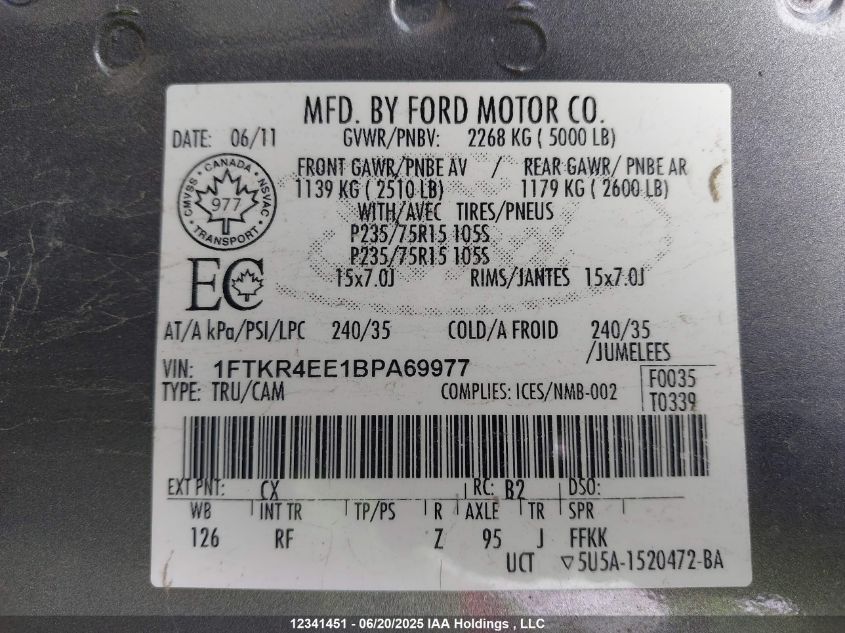 MFD. BY FORD MOTOR CO.
DATE: 06/11 GVWR/PNBV: 2268 KG ( 5000 LB)
FRONT GAWR/PNBE AV / REAR GAWR/ PNBE AR
1139 KG ( 2510 LB) 1179 KG ( 2600 LB)
WITH/AVEC TIRES/PNEUS
P235/75R15 105S
P235/75R15 105S
15x7.0J RIMS/JANTES 15x7.0J
CANADA
CMVSS 977 NSVAC
TRANSPORT
EC
AT/A kPa/PSI/LPC 240/35 COLD/A FROID 240/35
/JUMELEES
VIN: 1FTKR4EE1BPA69977
TYPE: TRU/CAM COMPLIES: ICES/NMB-002 F0035
T0339
EXT PNT: CX RC: B2 DSO:
WB INT TR TP/PS R AXLE TR SPR
126 RF Z 95 J FFKK
UCT ▽5U5A-1520472-BA
12341451 - 06/20/2025 IAA Holdings, LLC